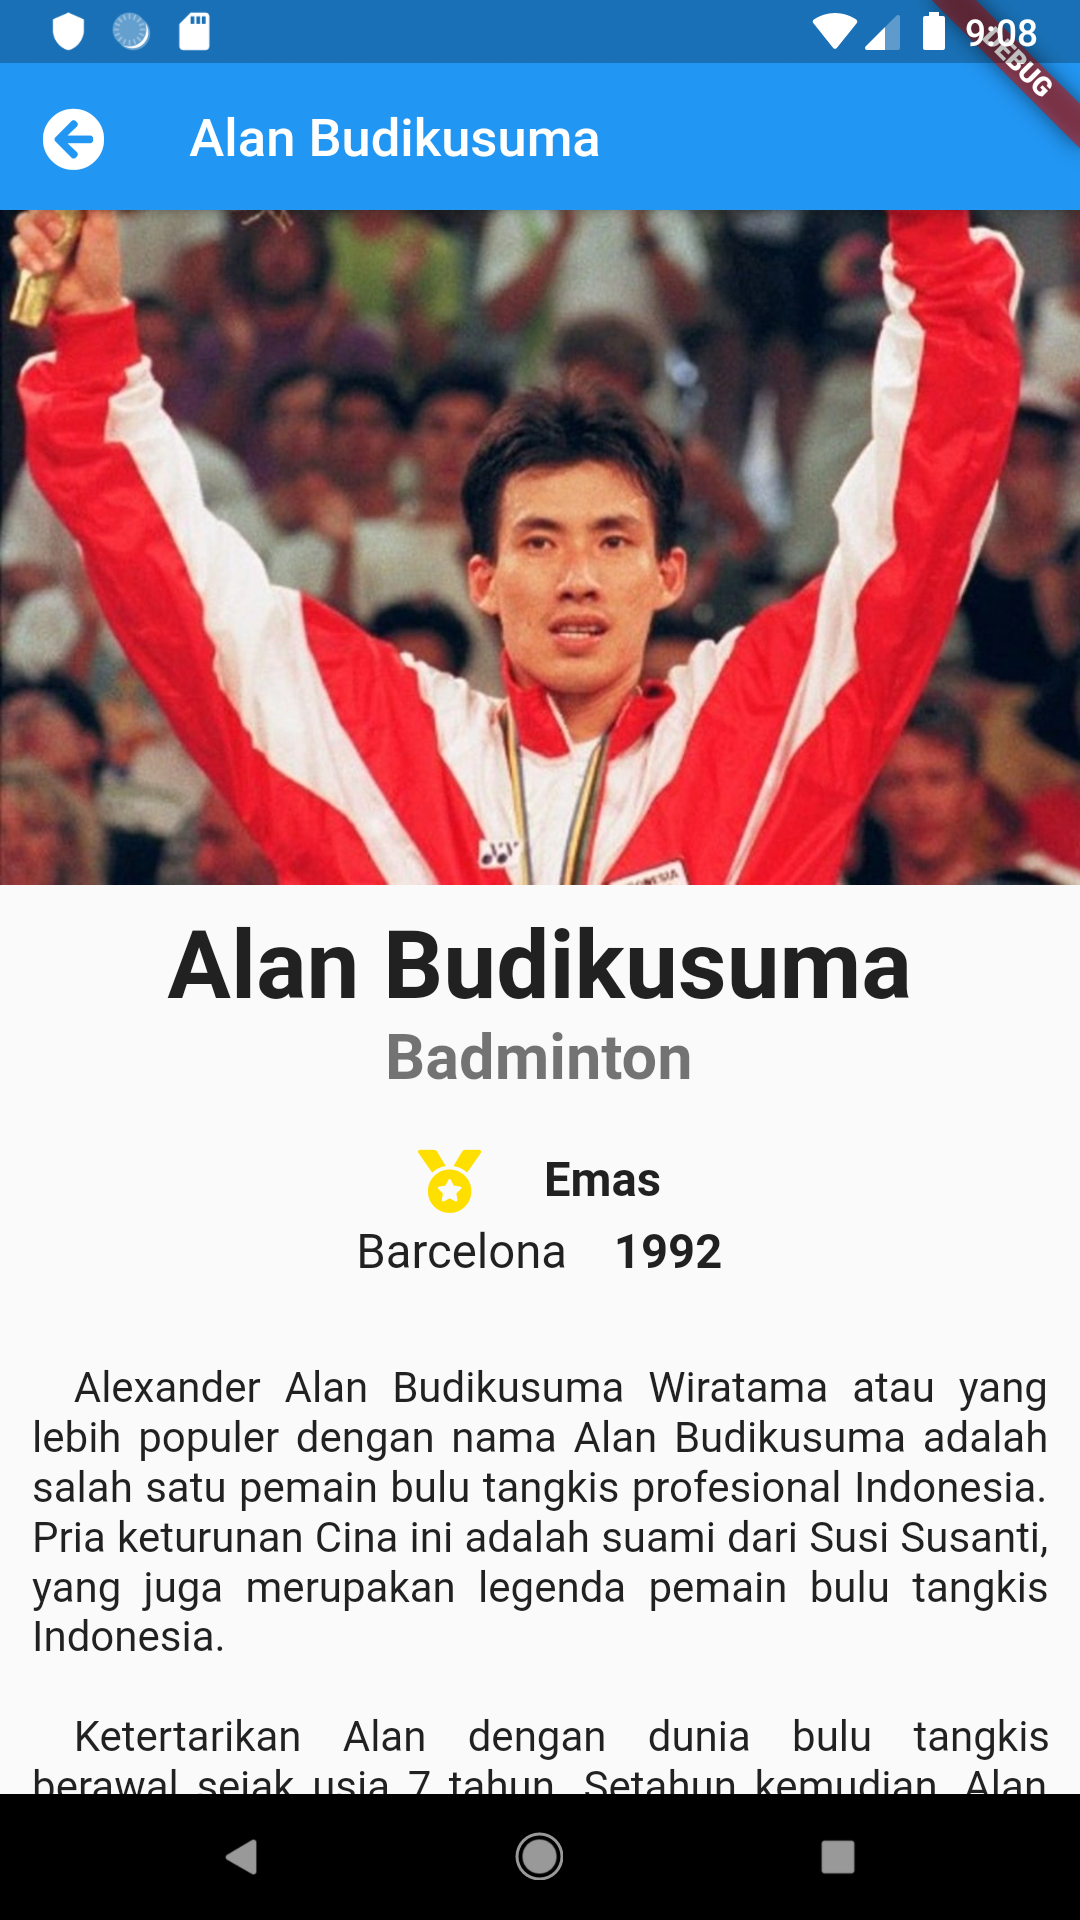 9:08
DEBUG
Alan Budikusuma
Alan Budikusuma
Badminton
Emas
Barcelona 1992
Alexander Alan Budikusuma Wiratama atau yang
lebih populer dengan nama Alan Budikusuma adalah
salah satu pemain bulu tangkis profesional Indonesia.
Pria keturunan Cina ini adalah suami dari Susi Susanti,
yang juga merupakan legenda pemain bulu tangkis
Indonesia.
Ketertarikan Alan dengan dunia bulu tangkis
berawal sejak usia 7 tahun. Setahun kemudian, Alan